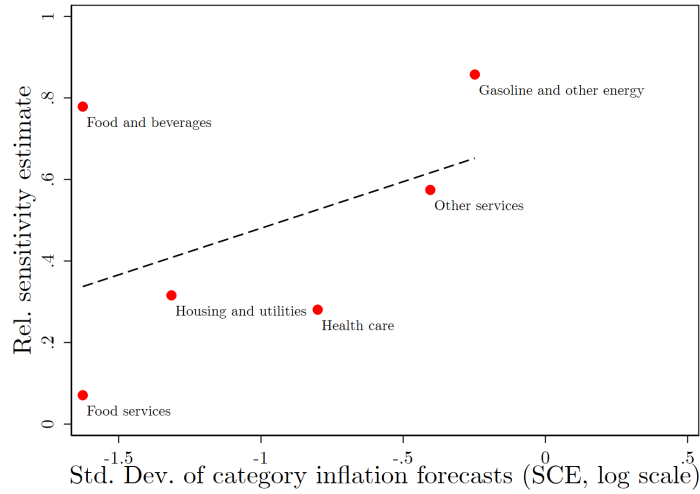 1
.8
.6
.4
.2
0
Rel. sensitivity estimate
Gasoline and other energy
Food and beverages
Other services
Housing and utilities
Health care
Food services
-1.5
-1
-.5
0
.5
Std. Dev. of category inflation forecasts (SCE, log scale)